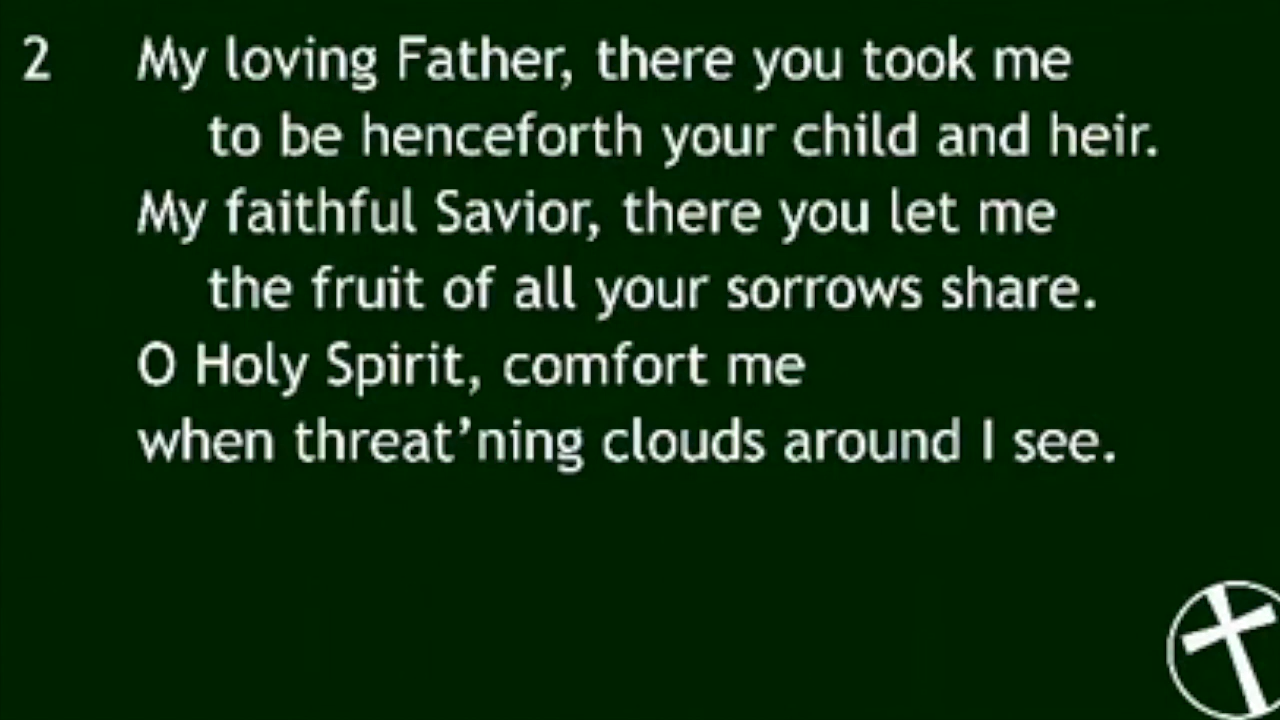 2 My loving Father, there you took me
to be henceforth your child and heir.
My faithful Savior, there you let me
the fruit of all your sorrows share.
O Holy Spirit, comfort me
when threat’ning clouds around I see.